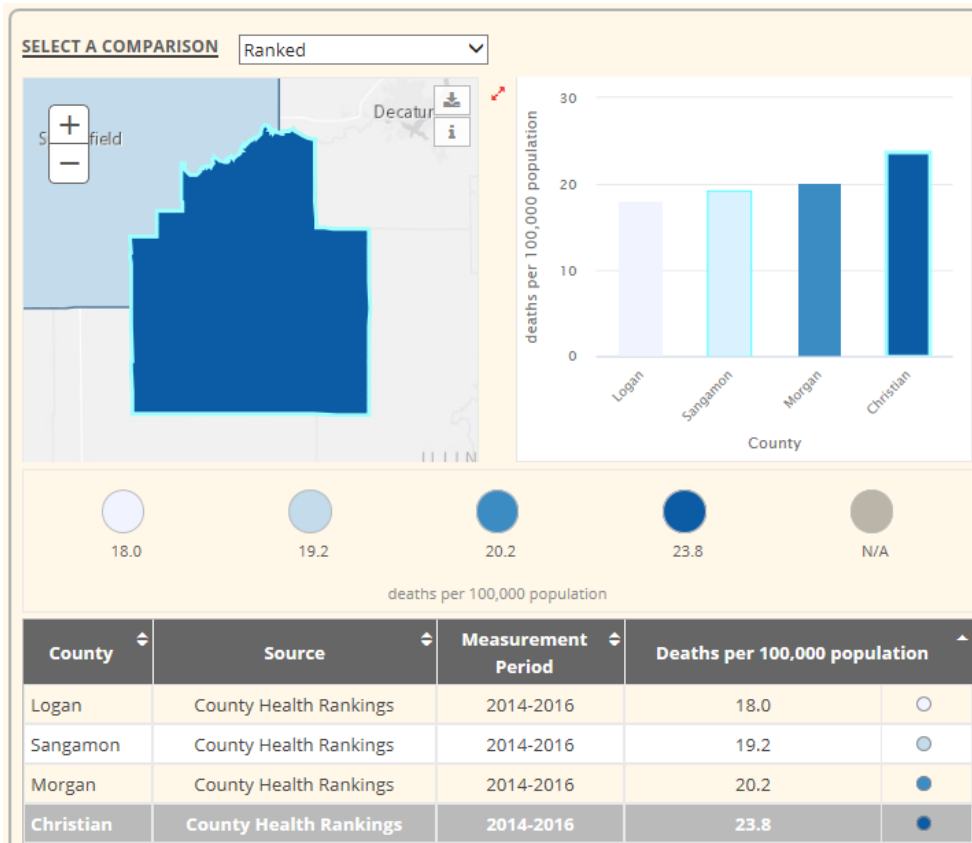 SELECT A COMPARISON Ranked
Decatur
field
ILLIN
30
20
10
0
deaths per 100,000 population
Logan
Sangamon
Morgan
Christian
County
18.0 19.2 20.2 23.8 N/A
deaths per 100,000 population
County Source Measurement Period Deaths per 100,000 population
Logan County Health Rankings 2014-2016 18.0
Sangamon County Health Rankings 2014-2016 19.2
Morgan County Health Rankings 2014-2016 20.2
Christian County Health Rankings 2014-2016 23.8